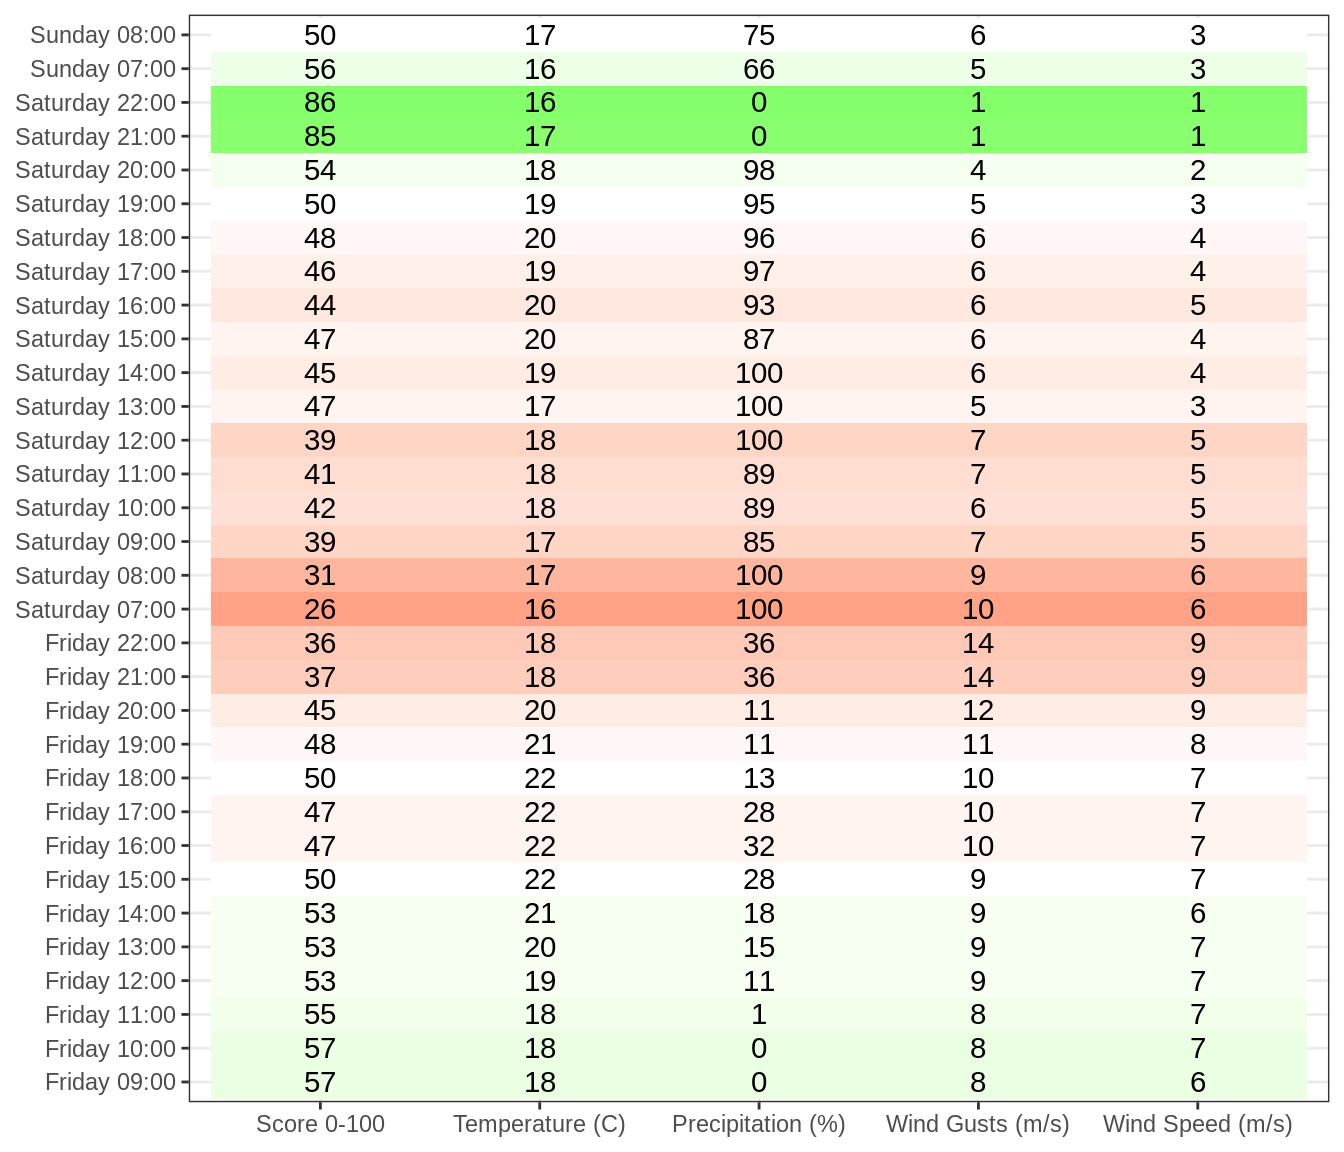 Sunday 08:00 50 17 75 6 3
Sunday 07:00 56 16 66 5 3
Saturday 22:00 86 16 0 1 1
Saturday 21:00 85 17 0 1 1
Saturday 20:00 54 18 98 4 2
Saturday 19:00 50 19 95 5 3
Saturday 18:00 48 20 96 6 4
Saturday 17:00 46 19 97 6 4
Saturday 16:00 44 20 93 6 5
Saturday 15:00 47 20 87 6 4
Saturday 14:00 45 19 100 6 4
Saturday 13:00 47 17 100 5 3
Saturday 12:00 39 18 100 7 5
Saturday 11:00 41 18 89 7 5
Saturday 10:00 42 18 89 6 5
Saturday 09:00 39 17 85 7 5
Saturday 08:00 31 17 100 9 6
Saturday 07:00 26 16 100 10 6
Friday 22:00 36 18 36 14 9
Friday 21:00 37 18 36 14 9
Friday 20:00 45 20 11 12 9
Friday 19:00 48 21 11 11 8
Friday 18:00 50 22 13 10 7
Friday 17:00 47 22 28 10 7
Friday 16:00 47 22 32 10 7
Friday 15:00 50 22 28 9 7
Friday 14:00 53 21 18 9 6
Friday 13:00 53 20 15 9 7
Friday 12:00 53 19 11 9 7
Friday 11:00 55 18 1 8 7
Friday 10:00 57 18 0 8 7
Friday 09:00 57 18 0 8 6
Score 0-100 Temperature (C) Precipitation (%) Wind Gusts (m/s) Wind Speed (m/s)